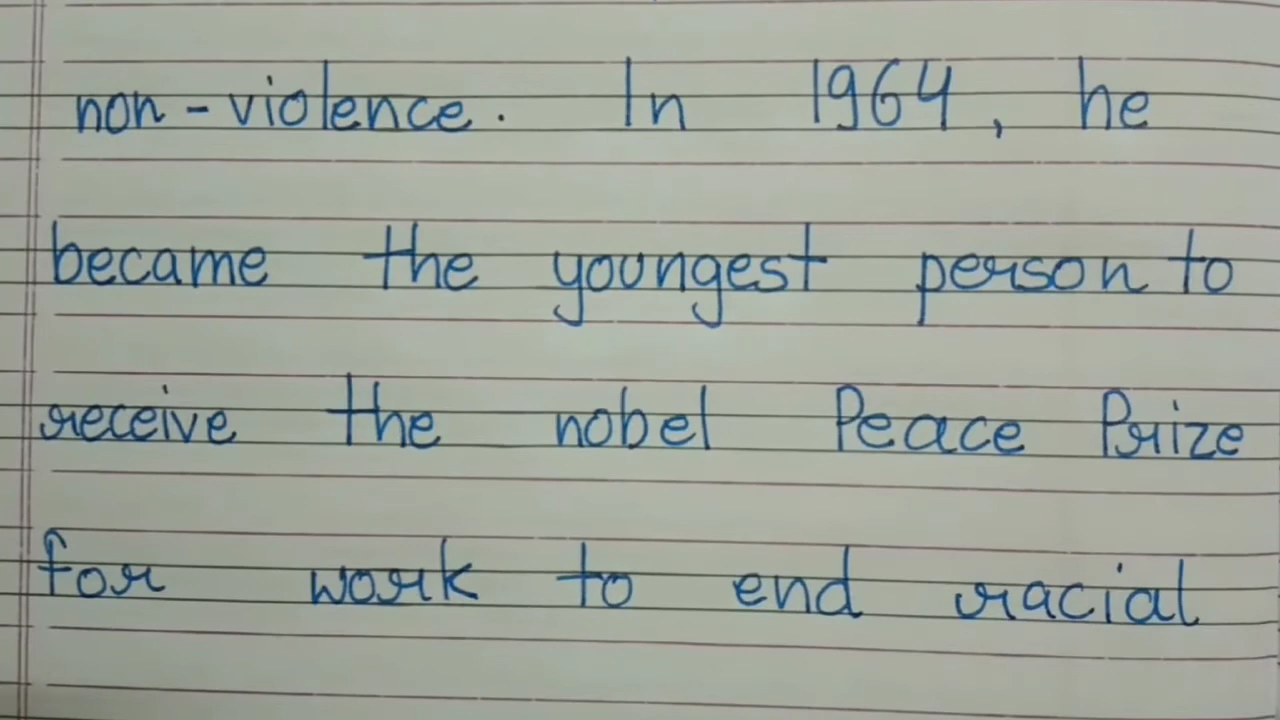 non-violence. In 1964, he
became the youngest person to
receive the nobel Peace Prize
for work to end racial